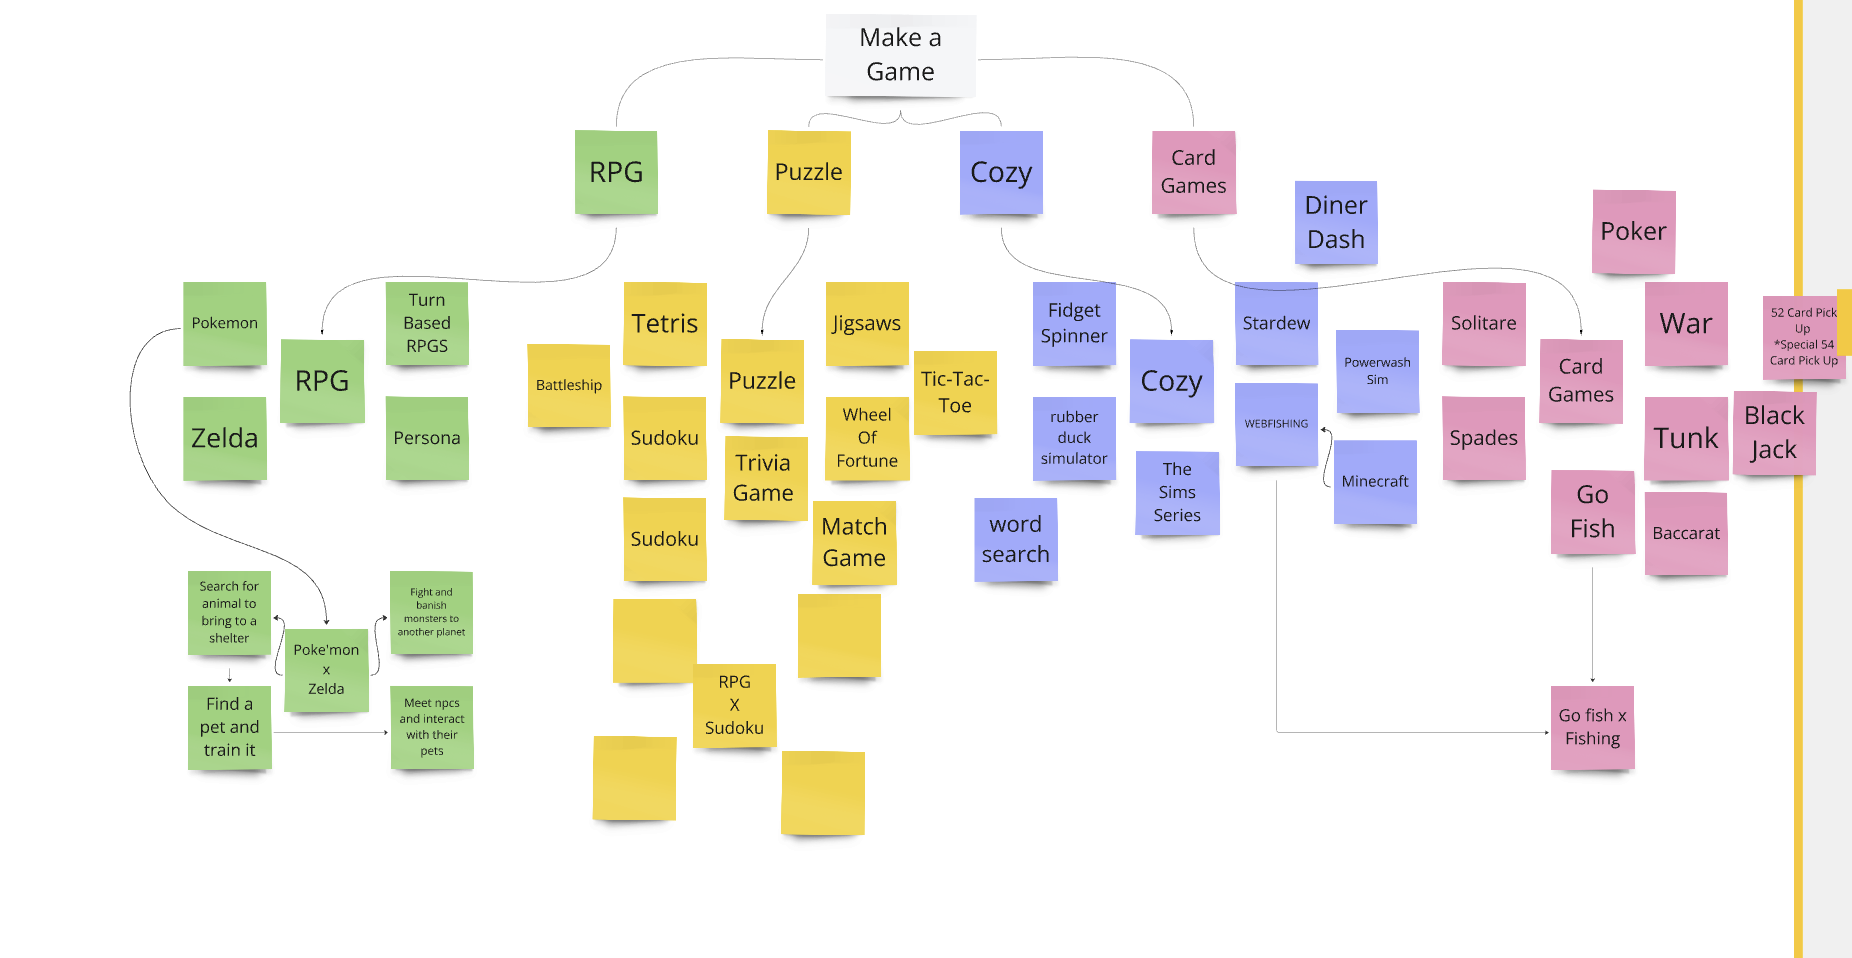 Make a
Game
RPG
Puzzle
Cozy
Card
Games
Diner
Dash
Poker
Pokemon
Turn
Based
RPGS
RPG
Zelda
Persona
Tetris
Jigsaws
Battleship
Puzzle
Tic-Tac-
Toe
Sudoku
Wheel
Of
Fortune
Trivia
Game
Sudoku
Match
Game
Fidget
Spinner
Stardew
Cozy
Powerwash
Sim
rubber
duck
simulator
WEBFISHING
The
Sims
Series
Minecraft
word
search
Solitare
War
52 Card Pick
Up
*Special 54
Card Pick Up
Card
Games
Spades
Tunk
Black
Jack
Go
Fish
Baccarat
Search for
animal to
bring to a
shelter
Fight and
banish
monsters to
another planet
Poke'mon
x
Zelda
Find a
pet and
train it
Meet npcs
and interact
with their
pets
RPG
X
Sudoku
Go fish x
Fishing